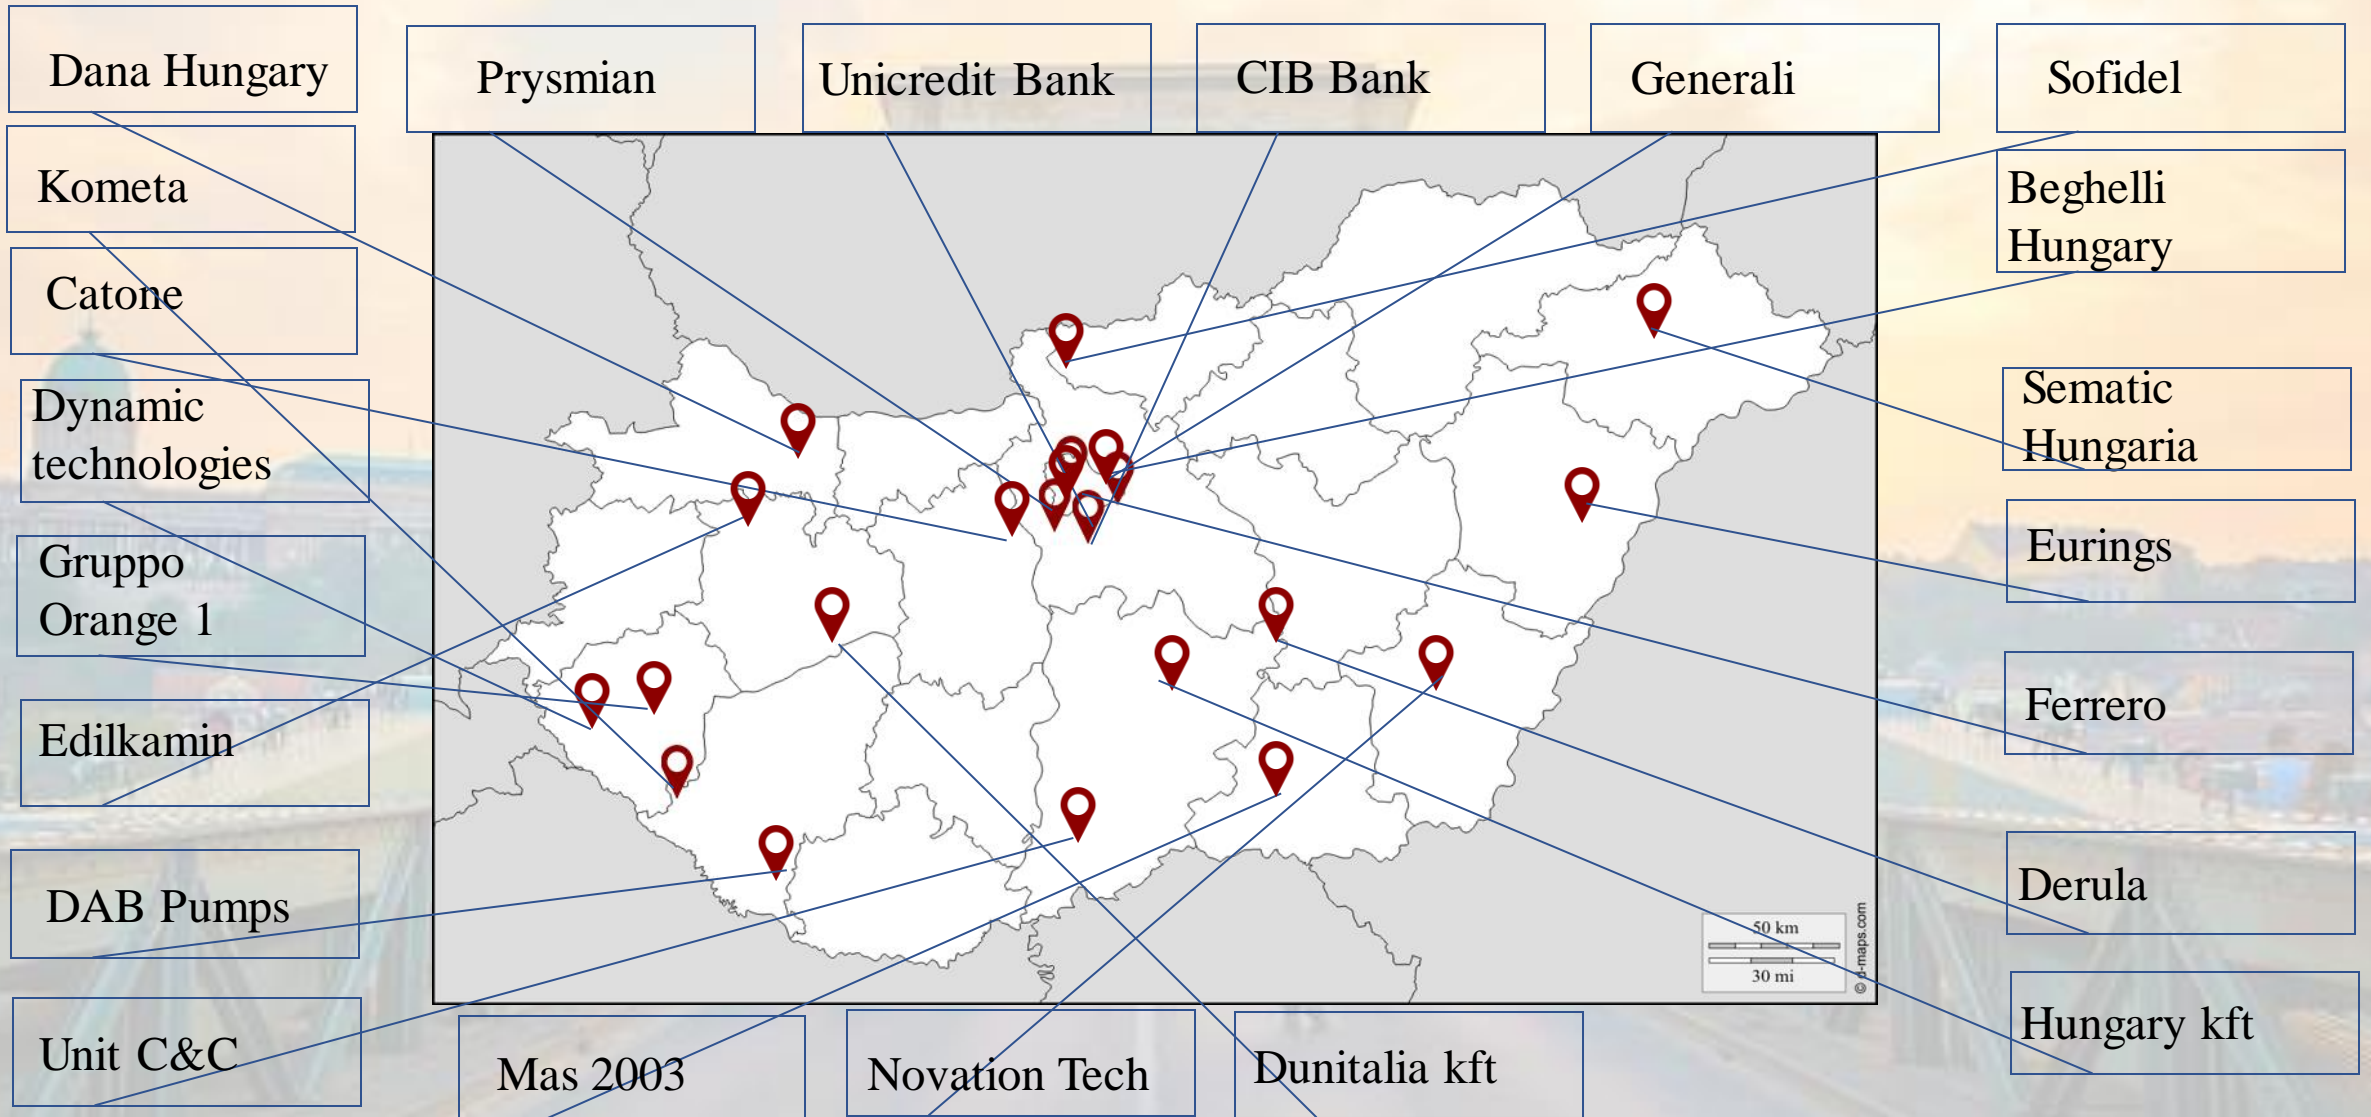 Dana Hungary
Prysmian
Unicredit Bank
CIB Bank
Generali
Sofidel
Kometa
Beghelli
Hungary
Catone
Dynamic
technologies
Sematic
Hungaria
Gruppo
Orange 1
Eurings
Edilkamin
Ferrero
DAB Pumps
Derula
50 km
30 mi
© d-maps.com
Unit C&C
Mas 2003
Novation Tech
Dunitalia kft
Hungary kft